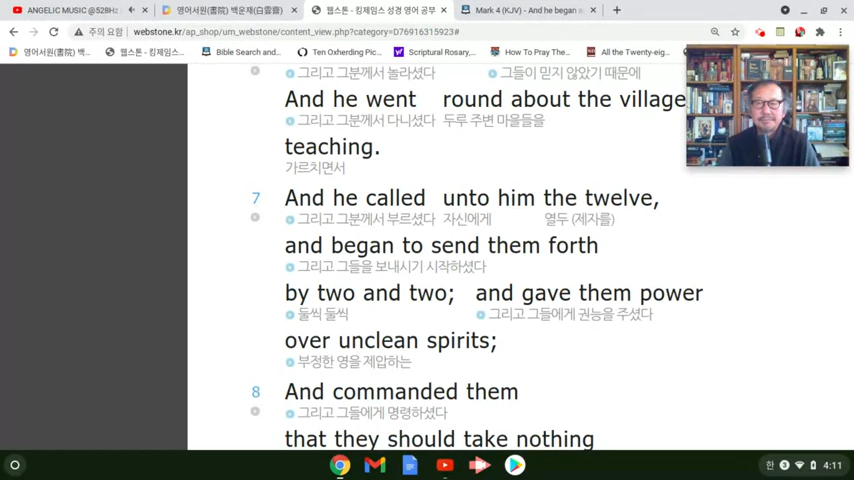 ANGELIC MUSIC @528Hz
영어서원(書院) 백운재(白雲齋)
웹스톤 - 킹제임스 성경 영어 공부
Mark 4 (KJV) - And he began a
주의 요함
webstone.kr/ap_shop/um_webstone/content_view.php?category=D76916315923#
영어서원(書院) 백...
웹스톤 - 킹제임스...
Bible Search and...
Ten Oxherding Pic...
Scriptural Rosary,...
How To Pray The...
All the Twenty-eig...
그리고 그분께서 놀라셨다 그들이 믿지 않았기 때문에
And he went round about the village
그리고 그분께서 다니셨다 두루 주변 마을들을
teaching.
가르치면서
7 And he called unto him the twelve,
그리고 그분께서 부르셨다 자신에게 열두 (제자를)
and began to send them forth
그리고 그들을 보내시기 시작하셨다
by two and two; and gave them power
둘씩 둘씩 그리고 그들에게 권능을 주셨다
over unclean spirits;
부정한 영을 제압하는
8 And commanded them
그리고 그들에게 명령하셨다
that they should take nothing
한 3 4:11